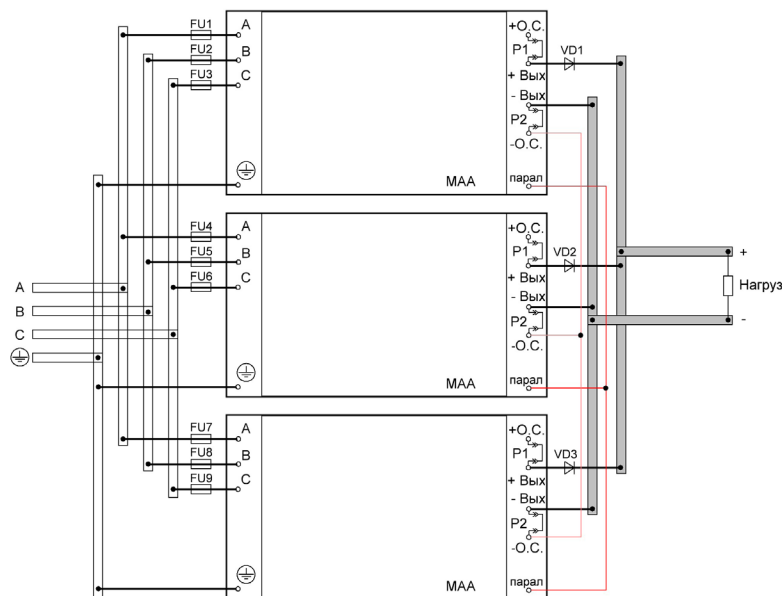 FU1 A +О.С.
FU2 B P1 VD1
FU3 C + Вых
- Вых
P2
-О.С.
МАА парал
FU4 A +О.С.
FU5 B P1 VD2
FU6 C + Вых
- Вых
P2
-О.С.
МАА парал
A
B
C
+
Нагруз
-
FU7 A +О.С.
FU8 B P1 VD3
FU9 C + Вых
- Вых
P2
-О.С.
МАА парал